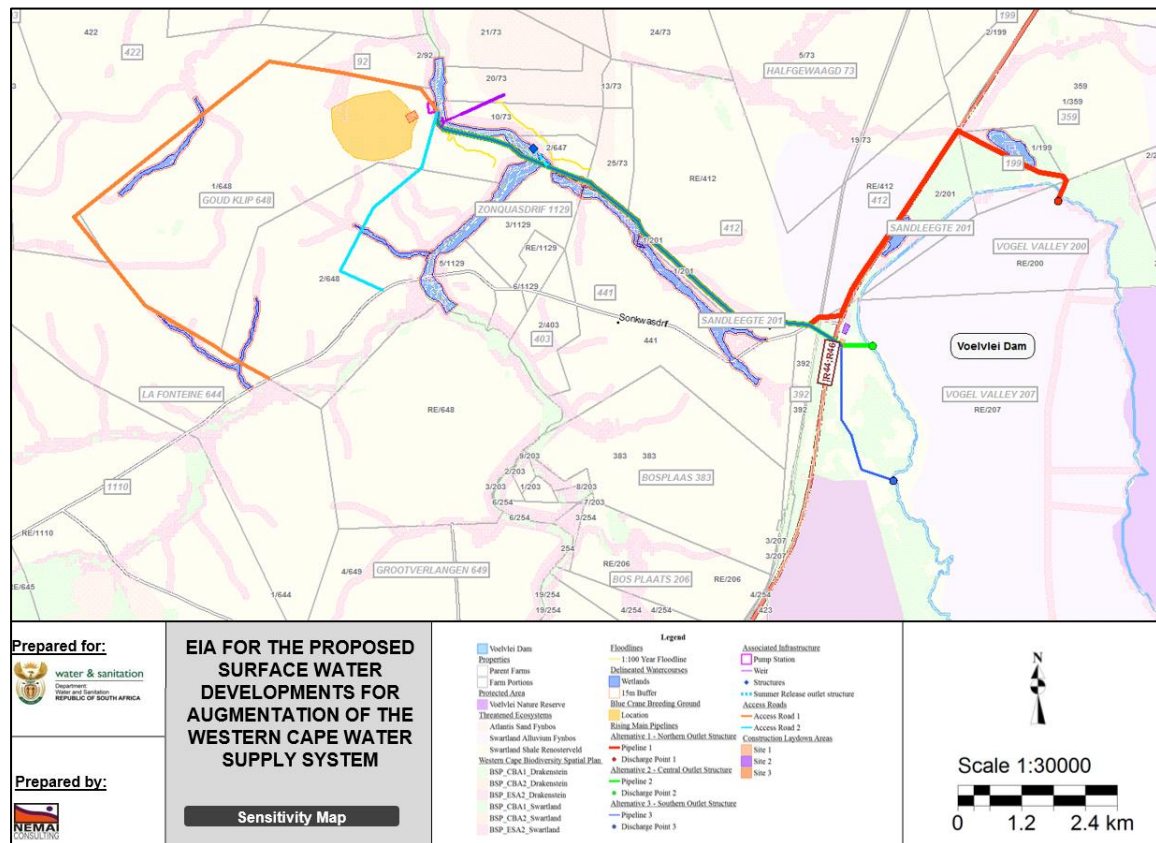 422
422
2/92
92
21/73
24/73
20/73
13/73
10/73
2/647
25/73
5/73
HALFGEWAAGD 73
199
2/199
359
1/359
359
1/199
199
19/73
2/2
RE/412
RE/412
412
2/201
SANDLEEGTE 201
1/648
GOUD KLIP 648
ZONQUASDRIF 1129
3/1129
RE/1129
5/1129
6/1129
2/648
412
1/201
1/201
VOGEL VALLEY 200
RE/200
441
Sonkwasdrif
441
2/403
403
SANDLEEGTE 201
R44;R46
Voelvlei Dam
392
392
392
VOGEL VALLEY 207
RE/207
LA FONTEINE 644
RE/648
1110
RE/1110
9/203
2/203
3/203
1/203
8/203
7/203
6/254
6/254
3/254
254
383
383
BOSPLAAS 383
3/207
3/207
RE/645
4/649
1/644
GROOTVERLANGEN 649
RE/206
BOS PLAATS 206
RE/206
19/254
19/254
4/254
4/254
4/254
423
Prepared for:
water & sanitation
Department:
Water and Sanitation
REPUBLIC OF SOUTH AFRICA
Prepared by:
NEMAI
CONSULTING
EIA FOR THE PROPOSED
SURFACE WATER
DEVELOPMENTS FOR
AUGMENTATION OF THE
WESTERN CAPE WATER
SUPPLY SYSTEM
Sensitivity Map
Legend
Voelvlei Dam
Properties
Parent Farms
Farm Portions
Protected Area
Voelvlei Nature Reserve
Threatened Ecosystems
Atlantis Sand Fynbos
Swartland Alluvium Fynbos
Swartland Shale Renosterveld
Western Cape Biodiversity Spatial Plan
BSP_CBA1_Drakenstein
BSP_CBA2_Drakenstein
BSP_ESA2_Drakenstein
BSP_CBA1_Swartland
BSP_CBA2_Swartland
BSP_ESA2_Swartland
Floodlines
1:100 Year Floodline
Delineated Watercourses
Wetlands
15m Buffer
Blue Crane Breeding Ground
Location
Rising Main Pipelines
Alternative 1 - Northern Outlet Structure
Pipeline 1
Discharge Point 1
Alternative 2 - Central Outlet Structure
Pipeline 2
Discharge Point 2
Alternative 3 - Southern Outlet Structure
Pipeline 3
Discharge Point 3
Associated Infrastructure
Pump Station
Weir
Structures
Summer Release outlet structure
Access Roads
Access Road 1
Access Road 2
Construction Laydown Areas
Site 1
Site 2
Site 3
N
Scale 1:30000
0 1.2 2.4 km